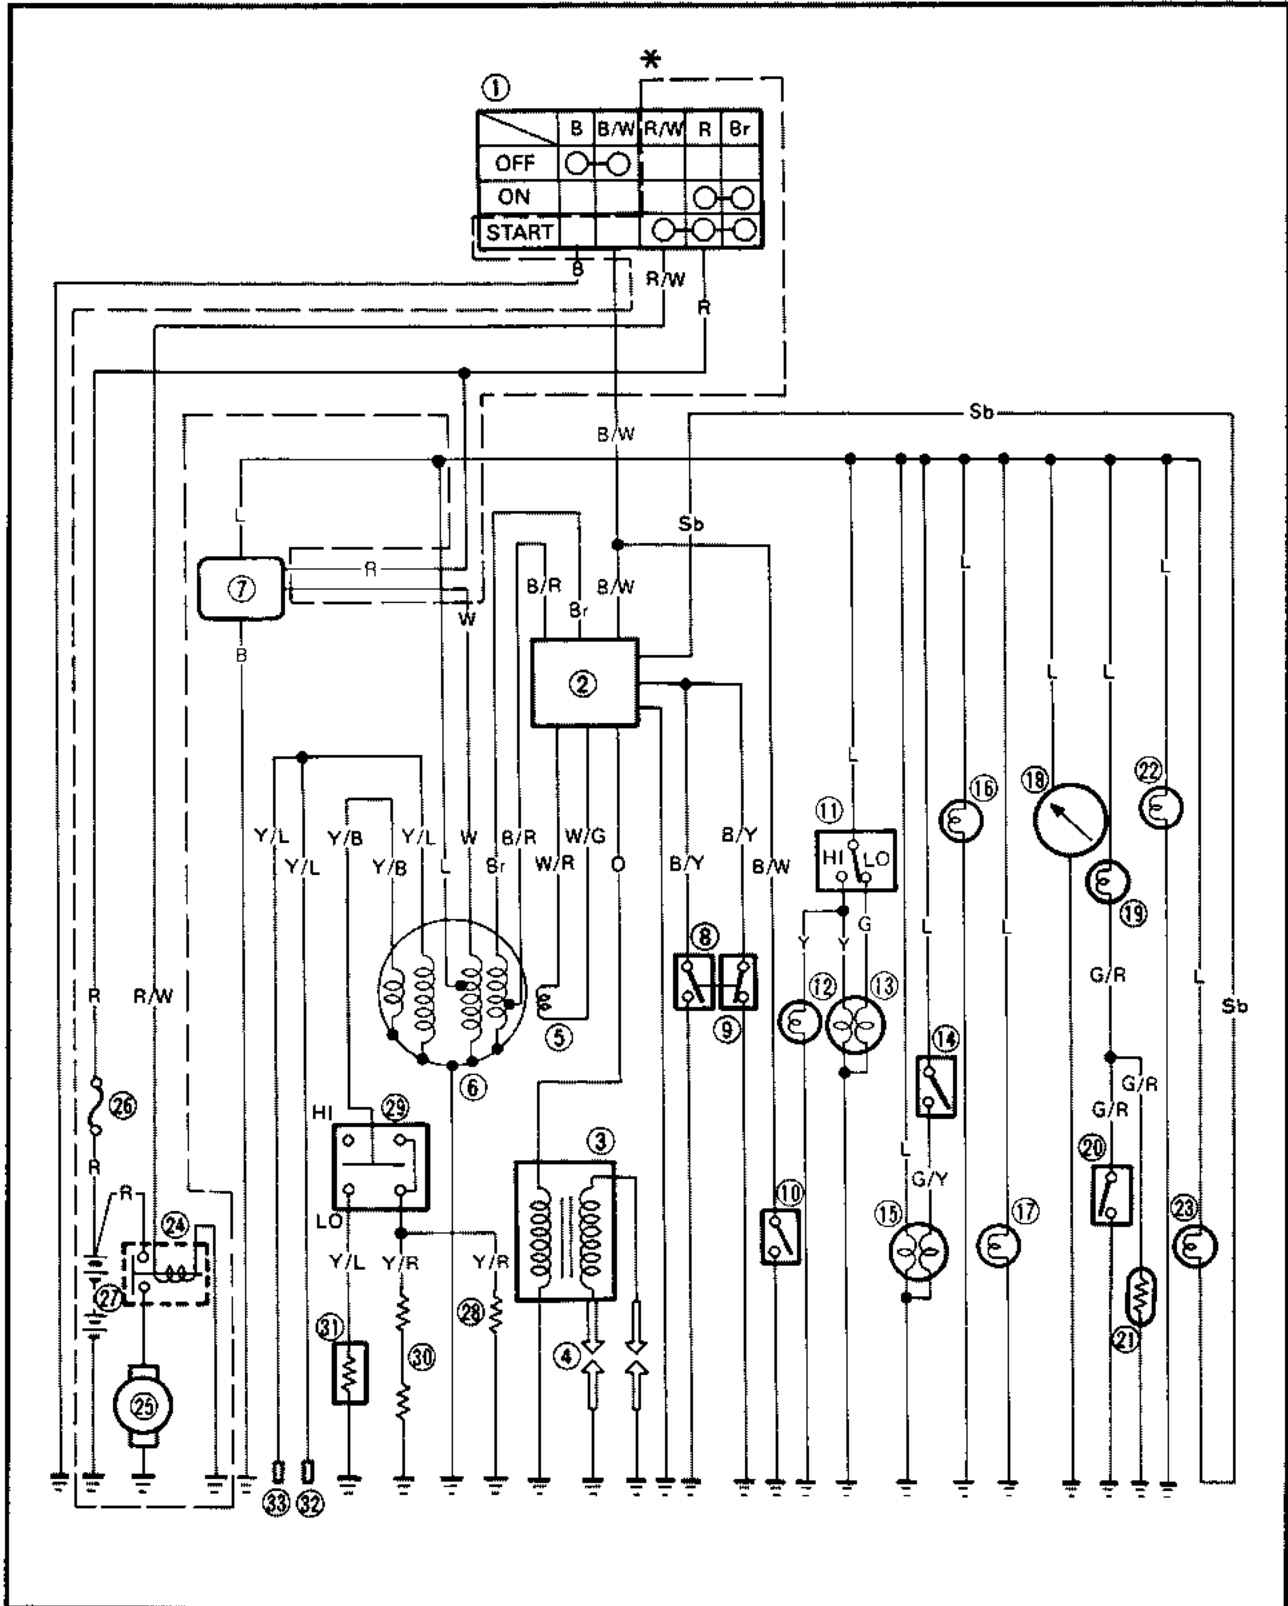 *
①
B B/W R/W R Br
OFF
ON
START
B
R/W
R
Sb
B/W
Sb
L
R
B/R
B/W
L
L
⑦
Br
W
B
②
L
L
L
⑱
㉒
⑯
⑪
Y/L
Y/B
Y/L
W
B/R
W/G
B/Y
HI LO
Y/L
Y/B
L
Br
W/R
O
B/Y
B/W
⑲
Y
Y
G
L
L
⑧
G/R
L
R
R/W
⑫
⑬
Sb
⑨
⑤
⑭
⑥
G/R
㉖
HI
㉙
G/R
③
L
⑳
R
R
G/Y
⑩
LO
⑮
⑰
㉓
㉔
Y/L
Y/R
Y/R
㉗
㉘
㉛
㉚
④
㉑
㉕
㉝
㉜